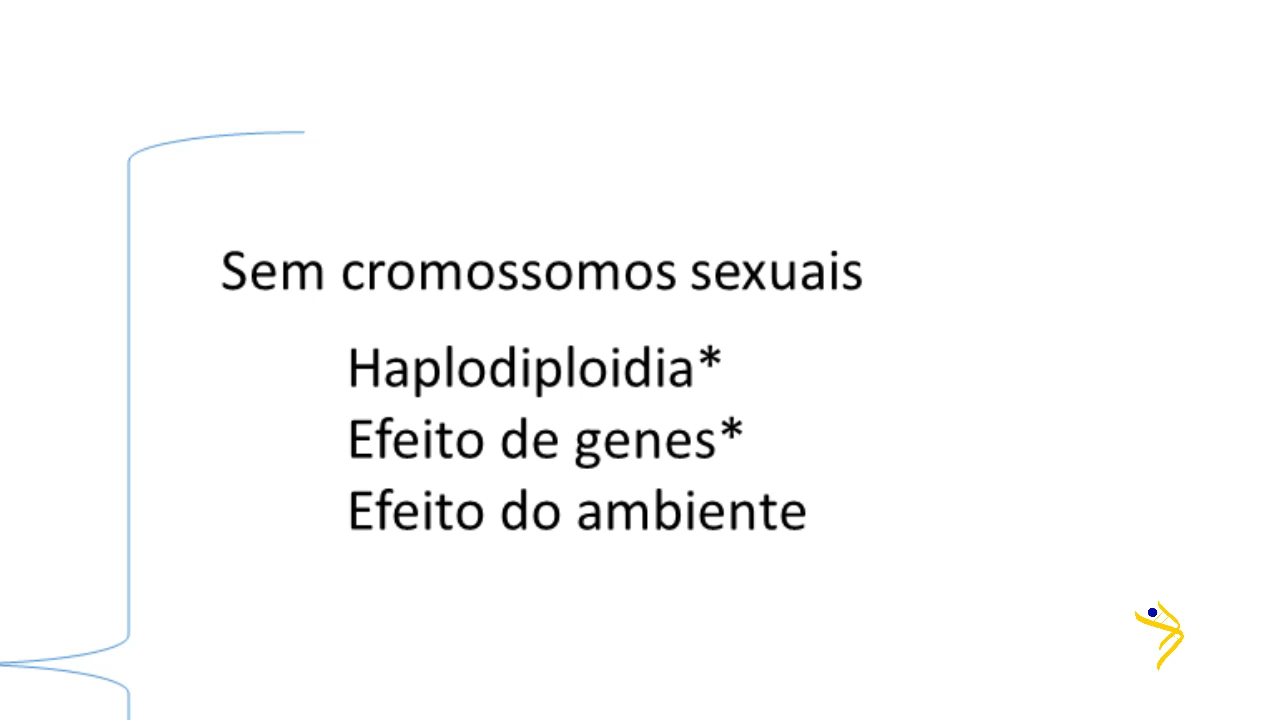 Sem cromossomos sexuais
Haplodiploidia*
Efeito de genes*
Efeito do ambiente